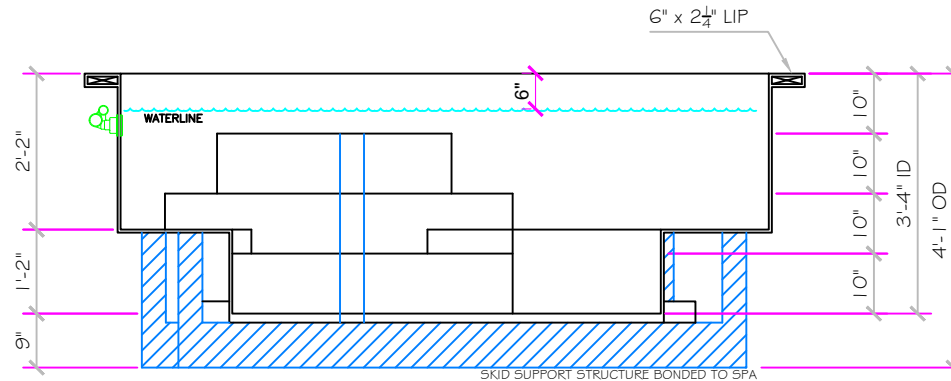 6" x 2¼" LIP
6"
WATERLINE
2'-2"
1'-2"
9"
10"
10"
10"
10"
3'-4" ID
4'-1" OD
SKID SUPPORT STRUCTURE BONDED TO SPA